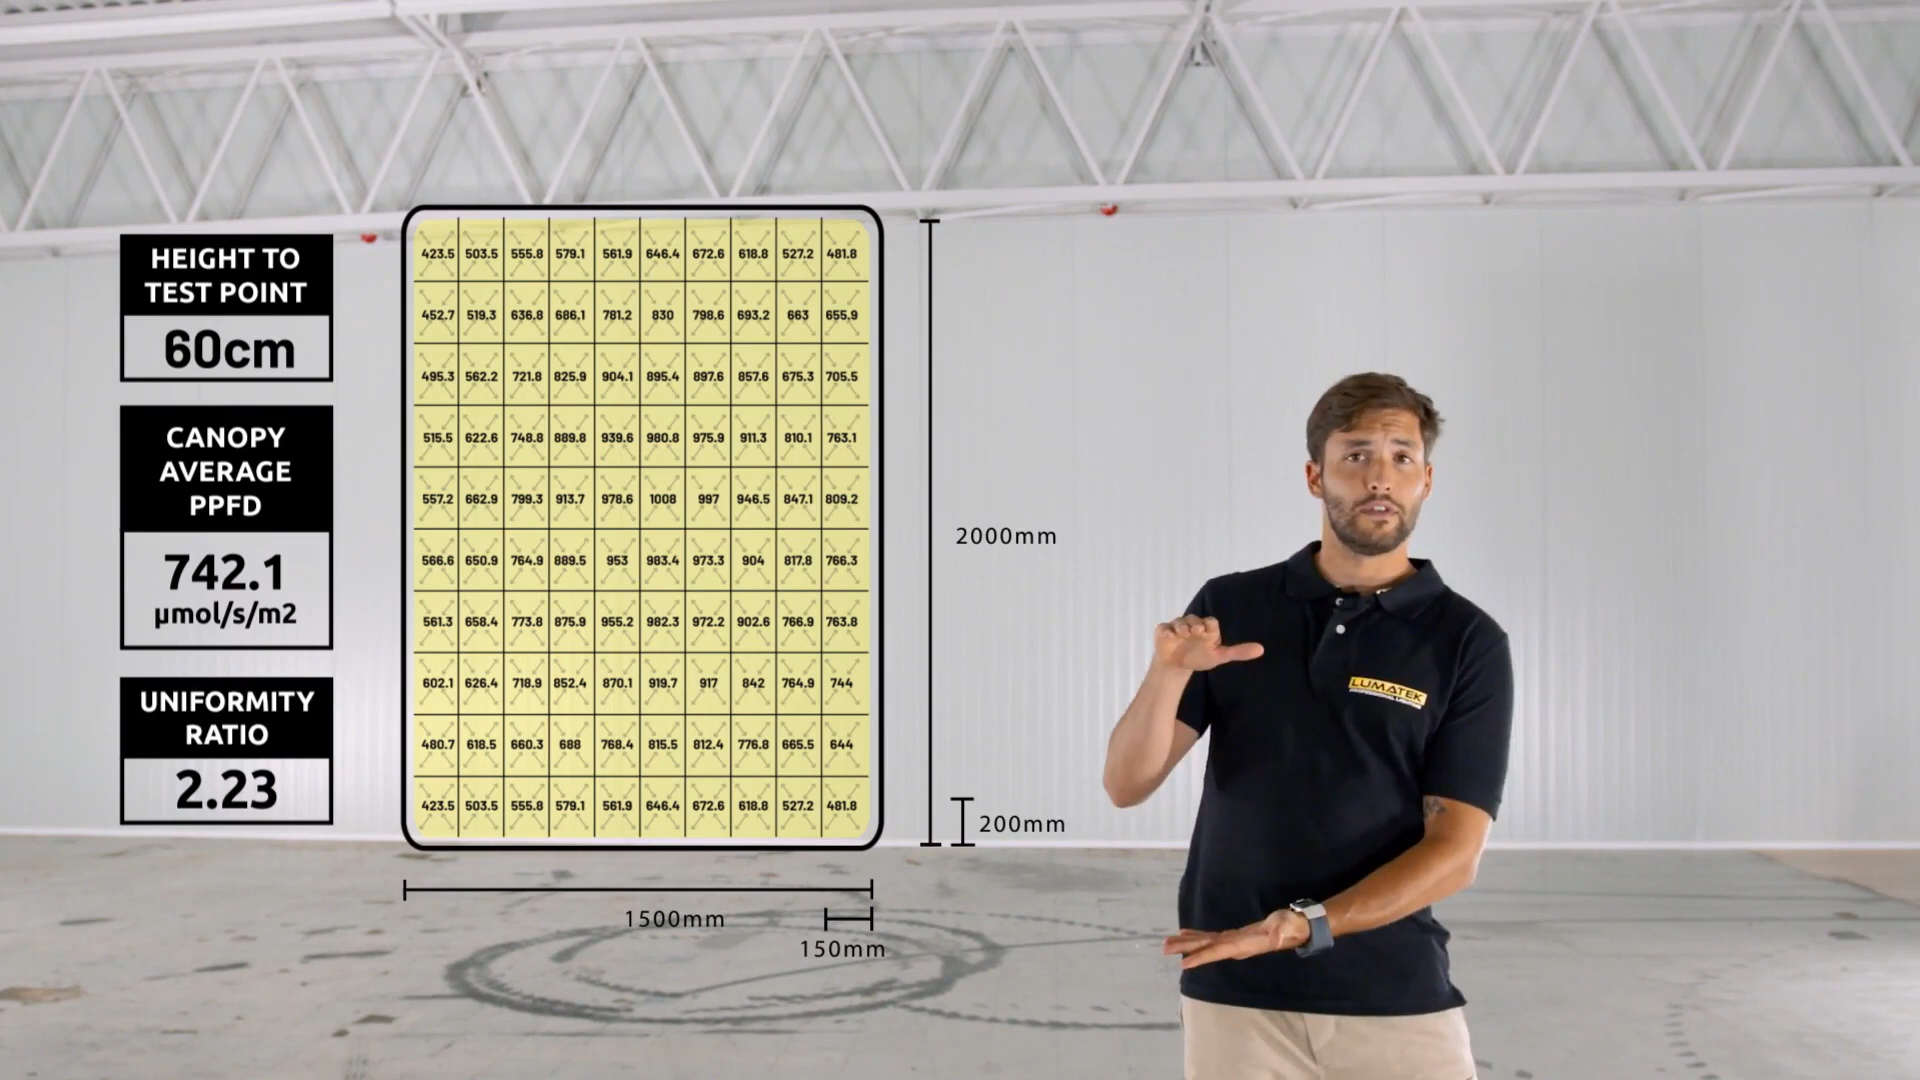 HEIGHT TO
TEST POINT
60cm
CANOPY
AVERAGE
PPFD
742.1
µmol/s/m2
UNIFORMITY
RATIO
2.23
423.5 503.5 555.8 579.1 561.9 646.4 672.6 618.8 527.2 481.8
452.7 519.3 636.8 686.1 781.2 830 798.6 693.2 663 655.9
495.3 562.2 721.8 825.9 904.1 895.4 897.6 857.6 675.3 705.5
515.5 622.6 748.8 889.8 939.6 980.8 975.9 911.3 810.1 763.1
557.2 662.9 799.3 913.7 978.6 1008 997 946.5 847.1 809.2
566.6 650.9 764.9 889.5 953 983.4 973.3 904 817.8 766.3
561.3 658.4 773.8 875.9 955.2 982.3 972.2 902.6 766.9 763.8
602.1 626.4 718.9 852.4 870.1 919.7 917 842 764.9 744
480.7 618.5 660.3 688 768.4 815.5 812.4 776.8 665.5 644
423.5 503.5 555.8 579.1 561.9 646.4 672.6 618.8 527.2 481.8
2000mm
200mm
1500mm
150mm
LUMATEK
PROFESSIONAL LIGHTING